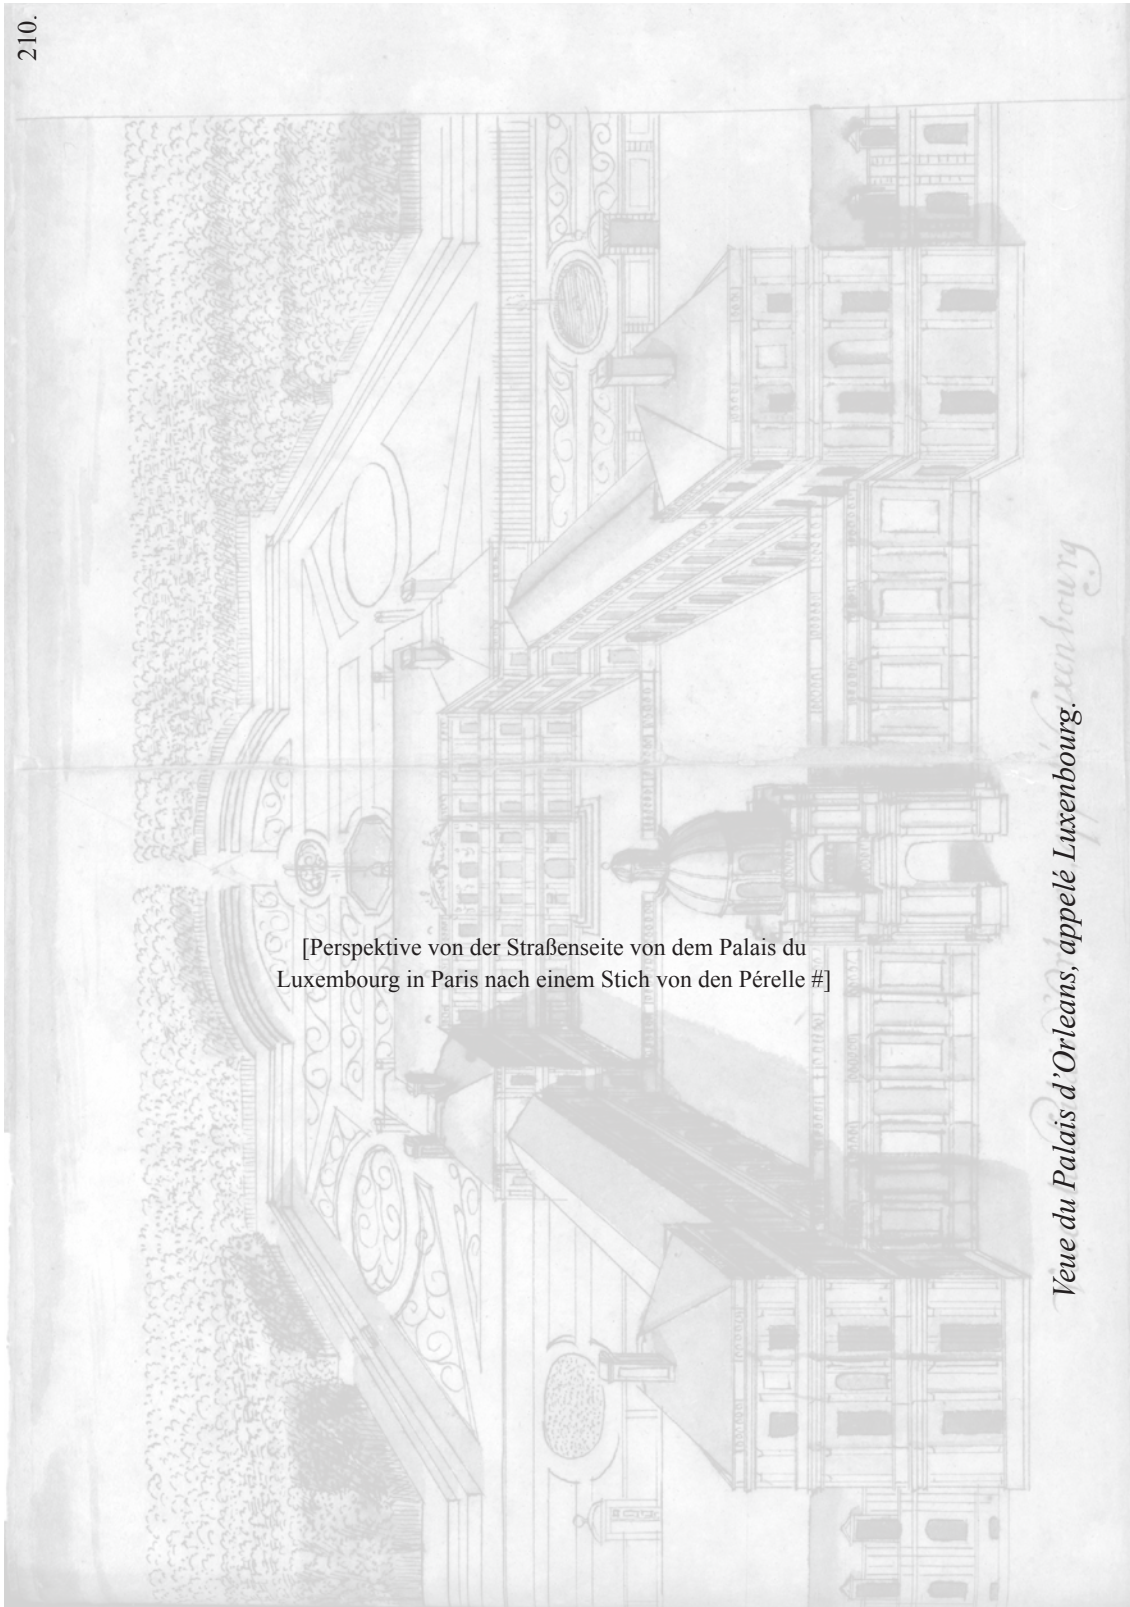 210.
[Perspektive von der Straßenseite von dem Palais du
Luxembourg in Paris nach einem Stich von den Pérelle #]
Veue du Palais d'Orleans, appelé Luxenbourg.